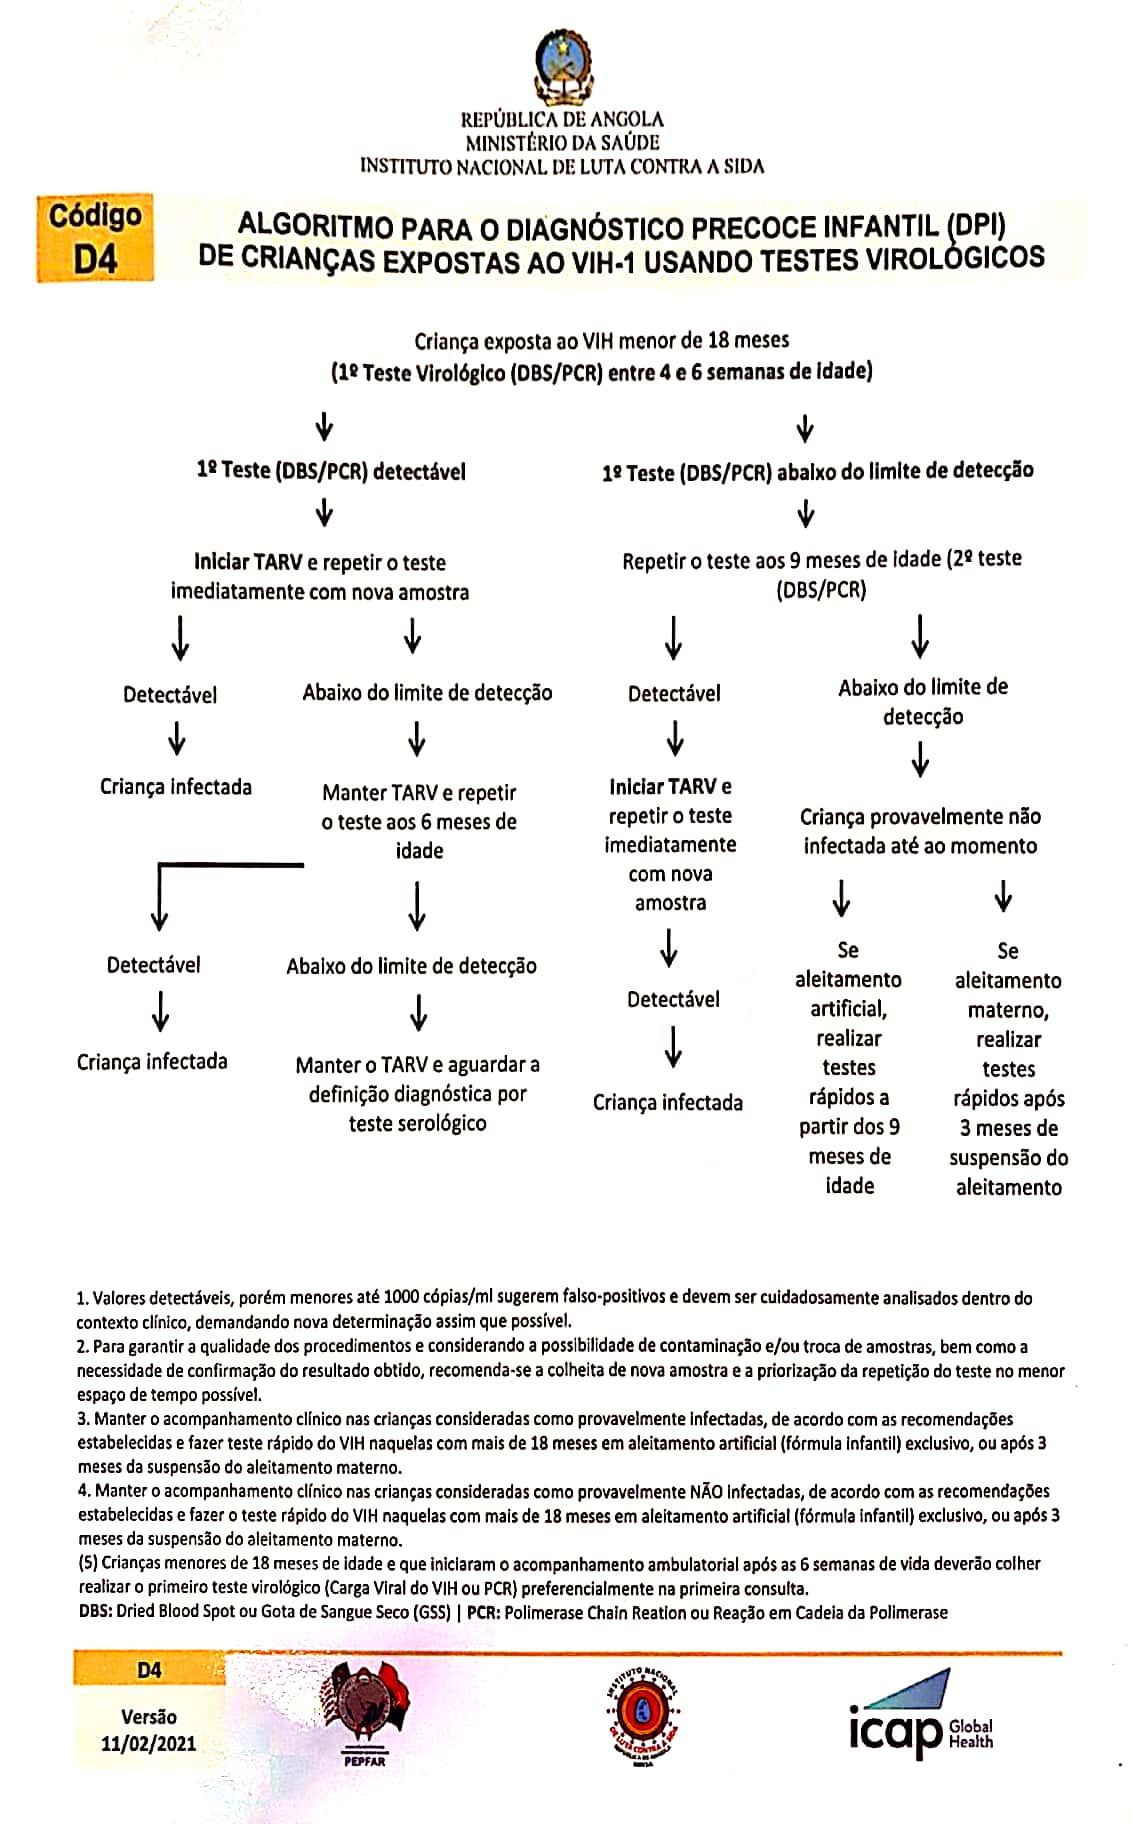 REPÚBLICA DE ANGOLA
MINISTÉRIO DA SAÚDE
INSTITUTO NACIONAL DE LUTA CONTRA A SIDA
Código
D4
ALGORITMO PARA O DIAGNÓSTICO PRECOCE INFANTIL (DPI)
DE CRIANÇAS EXPOSTAS AO VIH-1 USANDO TESTES VIROLÓGICOS
Criança exposta ao VIH menor de 18 meses
(1º Teste Virológico (DBS/PCR) entre 4 e 6 semanas de idade)
1º Teste (DBS/PCR) detectável
Iniciar TARV e repetir o teste
imediatamente com nova amostra
Detectável
Criança infectada
Abaixo do limite de detecção
Manter TARV e repetir
o teste aos 6 meses de
idade
Detectável
Criança infectada
Abaixo do limite de detecção
Manter o TARV e aguardar a
definição diagnóstica por
teste serológico
1º Teste (DBS/PCR) abaixo do limite de detecção
Repetir o teste aos 9 meses de idade (2º teste
(DBS/PCR)
Detectável
Iniciar TARV e
repetir o teste
imediatamente
com nova
amostra
Detectável
Criança infectada
Abaixo do limite de
detecção
Criança provavelmente não
infectada até ao momento
Se
aleitamento
artificial,
realizar
testes
rápidos a
partir dos 9
meses de
idade
Se
aleitamento
materno,
realizar
testes
rápidos após
3 meses de
suspensão do
aleitamento
1. Valores detectáveis, porém menores até 1000 cópias/ml sugerem falso-positivos e devem ser cuidadosamente analisados dentro do
contexto clínico, demandando nova determinação assim que possível.
2. Para garantir a qualidade dos procedimentos e considerando a possibilidade de contaminação e/ou troca de amostras, bem como a
necessidade de confirmação do resultado obtido, recomenda-se a colheita de nova amostra e a priorização da repetição do teste no menor
espaço de tempo possível.
3. Manter o acompanhamento clínico nas crianças consideradas como provavelmente infectadas, de acordo com as recomendações
estabelecidas e fazer teste rápido do VIH naquelas com mais de 18 meses em aleitamento artificial (fórmula infantil) exclusivo, ou após 3
meses da suspensão do aleitamento materno.
4. Manter o acompanhamento clínico nas crianças consideradas como provavelmente NÃO infectadas, de acordo com as recomendações
estabelecidas e fazer o teste rápido do VIH naquelas com mais de 18 meses em aleitamento artificial (fórmula infantil) exclusivo, ou após 3
meses da suspensão do aleitamento materno.
(5) Crianças menores de 18 meses de idade e que iniciaram o acompanhamento ambulatorial após as 6 semanas de vida deverão colher
realizar o primeiro teste virológico (Carga Viral do VIH ou PCR) preferencialmente na primeira consulta.
DBS: Dried Blood Spot ou Gota de Sangue Seco (GSS) | PCR: Polimerase Chain Reation ou Reação em Cadeia da Polimerase
D4
Versão
11/02/2021
PEPFAR
INSTITUTO NACIONAL
DE LUTA CONTRA A SIDA
icap Global
Health